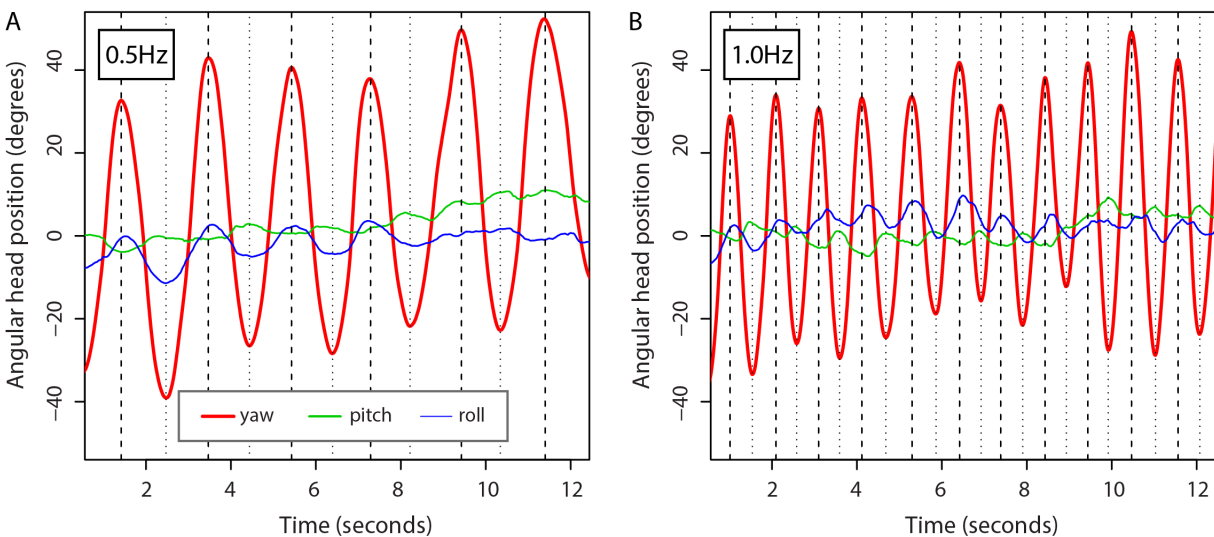 A
0.5Hz
Angular head position (degrees)
40
20
0
−20
−40
yaw pitch roll
2 4 6 8 10 12
Time (seconds)
B
1.0Hz
Angular head position (degrees)
40
20
0
−20
−40
2 4 6 8 10 12
Time (seconds)